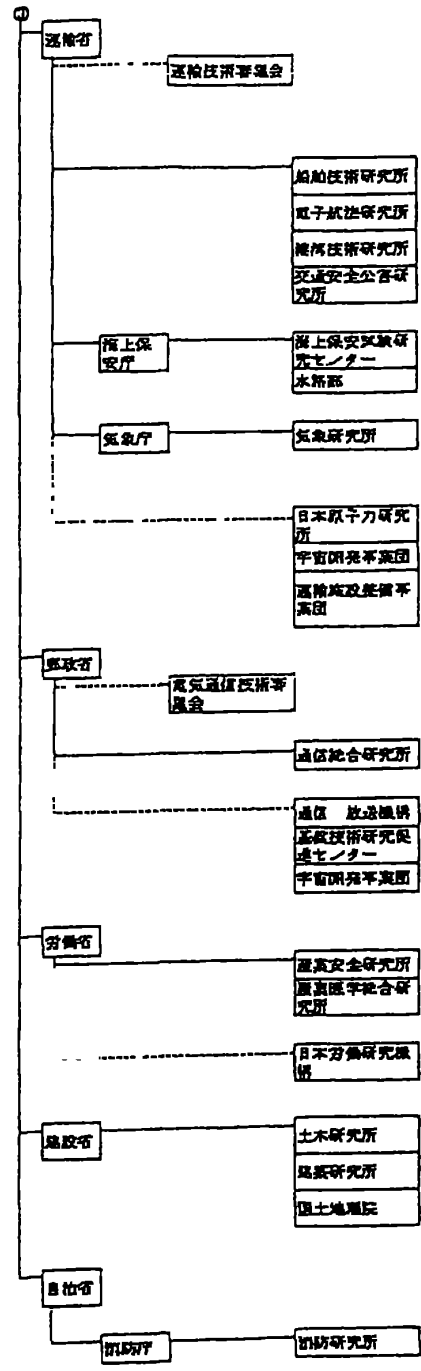 運輸省
運輸技術審議会
船舶技術研究所
電子航法研究所
港湾技術研究所
交通安全公害研
究所
海上保
安庁
海上保安試験研
究センター
水路部
気象庁
気象研究所
日本原子力研究
所
宇宙開発事業団
運輸施設整備事
業団
郵政省
電気通信技術審
議会
通信総合研究所
通信 放送機構
基盤技術研究促
進センター
宇宙開発事業団
労働省
産業安全研究所
産業医学総合研
究所
日本労働研究機
構
建設省
土木研究所
建築研究所
国土地理院
自治省
消防庁
消防研究所